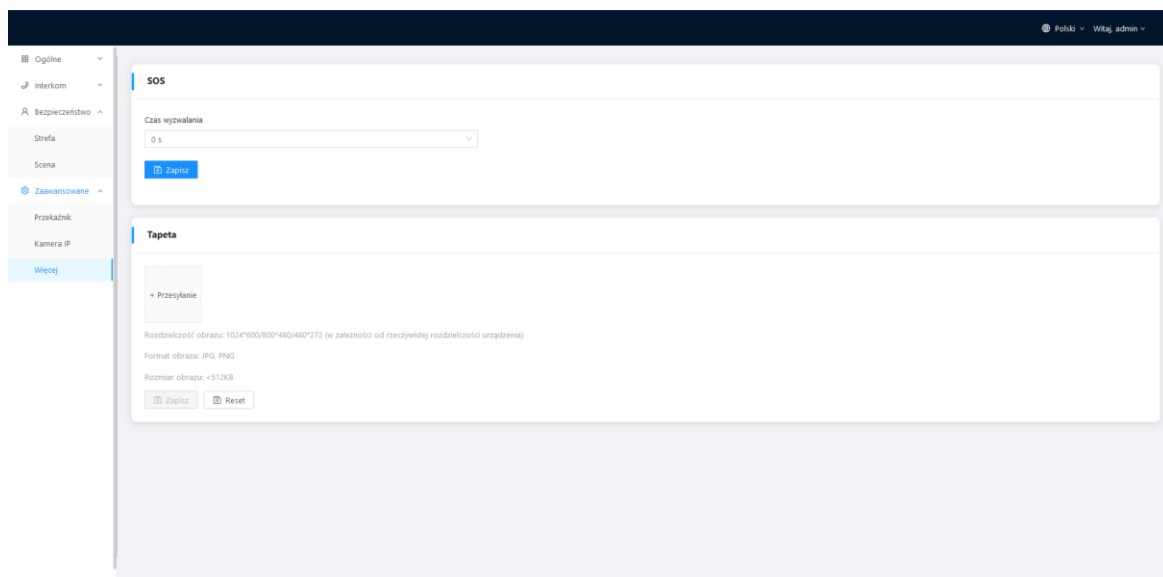 Polski Witaj, admin
Ogólne
Interkom
Bezpieczeństwo
Strefa
Scena
Zaawansowane
Przekaźnik
Kamera IP
Więcej
SOS
Czas wyzwalania
0 s
Zapisz
Tapeta
+ Przesyłanie
Rozdzielczość obrazu: 1024*600/800*480/480*272 (w zależności od rzeczywistej rozdzielczości urządzenia)
Format obrazu: JPG, PNG
Rozmiar obrazu: <512KB
Zapisz Reset